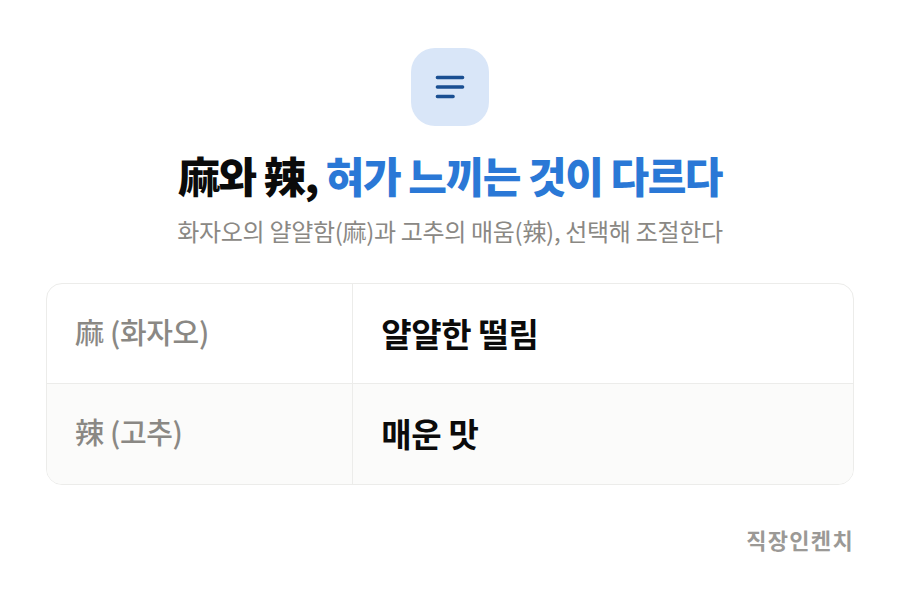 麻와 辣, 혀가 느끼는 것이 다르다
화자오의 얄얄함(麻)과 고추의 매움(辣), 선택해 조절한다
麻 (화자오)
얄얄한 떨림
辣 (고추)
매운 맛
직장인켄치